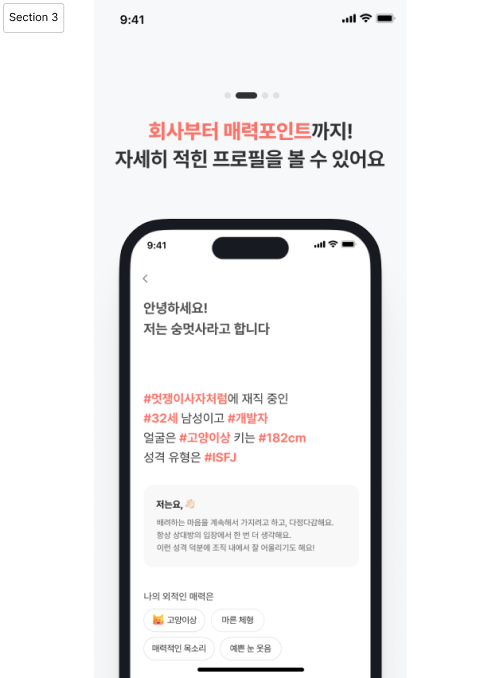 Section 3
9:41
회사부터 매력포인트까지!
자세히 적힌 프로필을 볼 수 있어요
9:41
안녕하세요!
저는 숭멋사라고 합니다
#멋쟁이사자처럼에 재직 중인
#32세 남성이고 #개발자
얼굴은 #고양이상 키는 #182cm
성격 유형은 #ISFJ
저는요, 👋🏻
배려하는 마음을 계속해서 가지려고 하고, 다정다감해요.
항상 상대방의 입장에서 한 번 더 생각해요.
이런 성격 덕분에 조직 내에서 잘 어울리기도 해요!
나의 외적인 매력은
😺 고양이상 마른 체형
매력적인 목소리 예쁜 눈 웃음